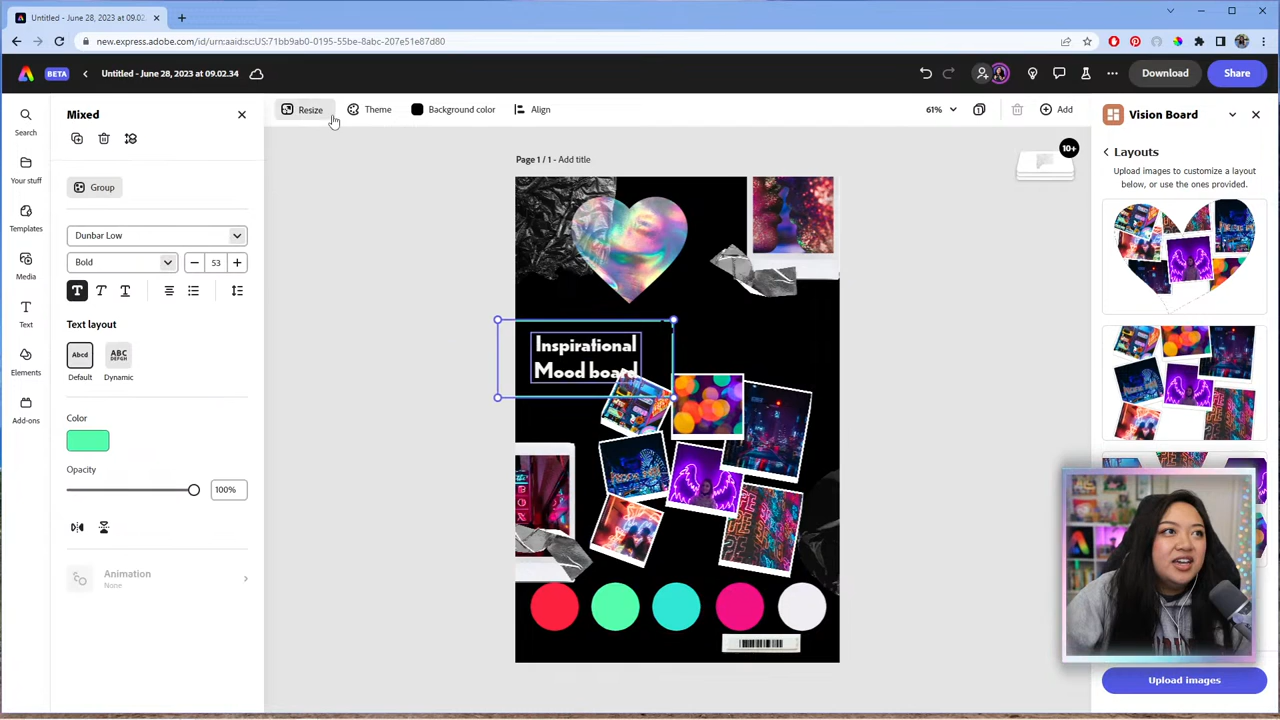 Untitled - June 28, 2023 at 09.02.
new.express.adobe.com/id/urn:aaid:sc:US:71bb9ab0-0195-55be-8abc-207e51e87d80
BETA
Untitled - June 28, 2023 at 09.02.34
Download
Share
Search
Your stuff
Templates
Media
Text
Elements
Add-ons
Mixed
Group
Dunbar Low
Bold
53
Text layout
Abcd
ABC
DEFGH
Default
Dynamic
Color
Opacity
100%
Animation
None
Resize
Theme
Background color
Align
61%
1
Add
Page 1 / 1 - Add title
10+
Inspirational
Mood board
Vision Board
Layouts
Upload images to customize a layout
below, or use the ones provided.
Upload images